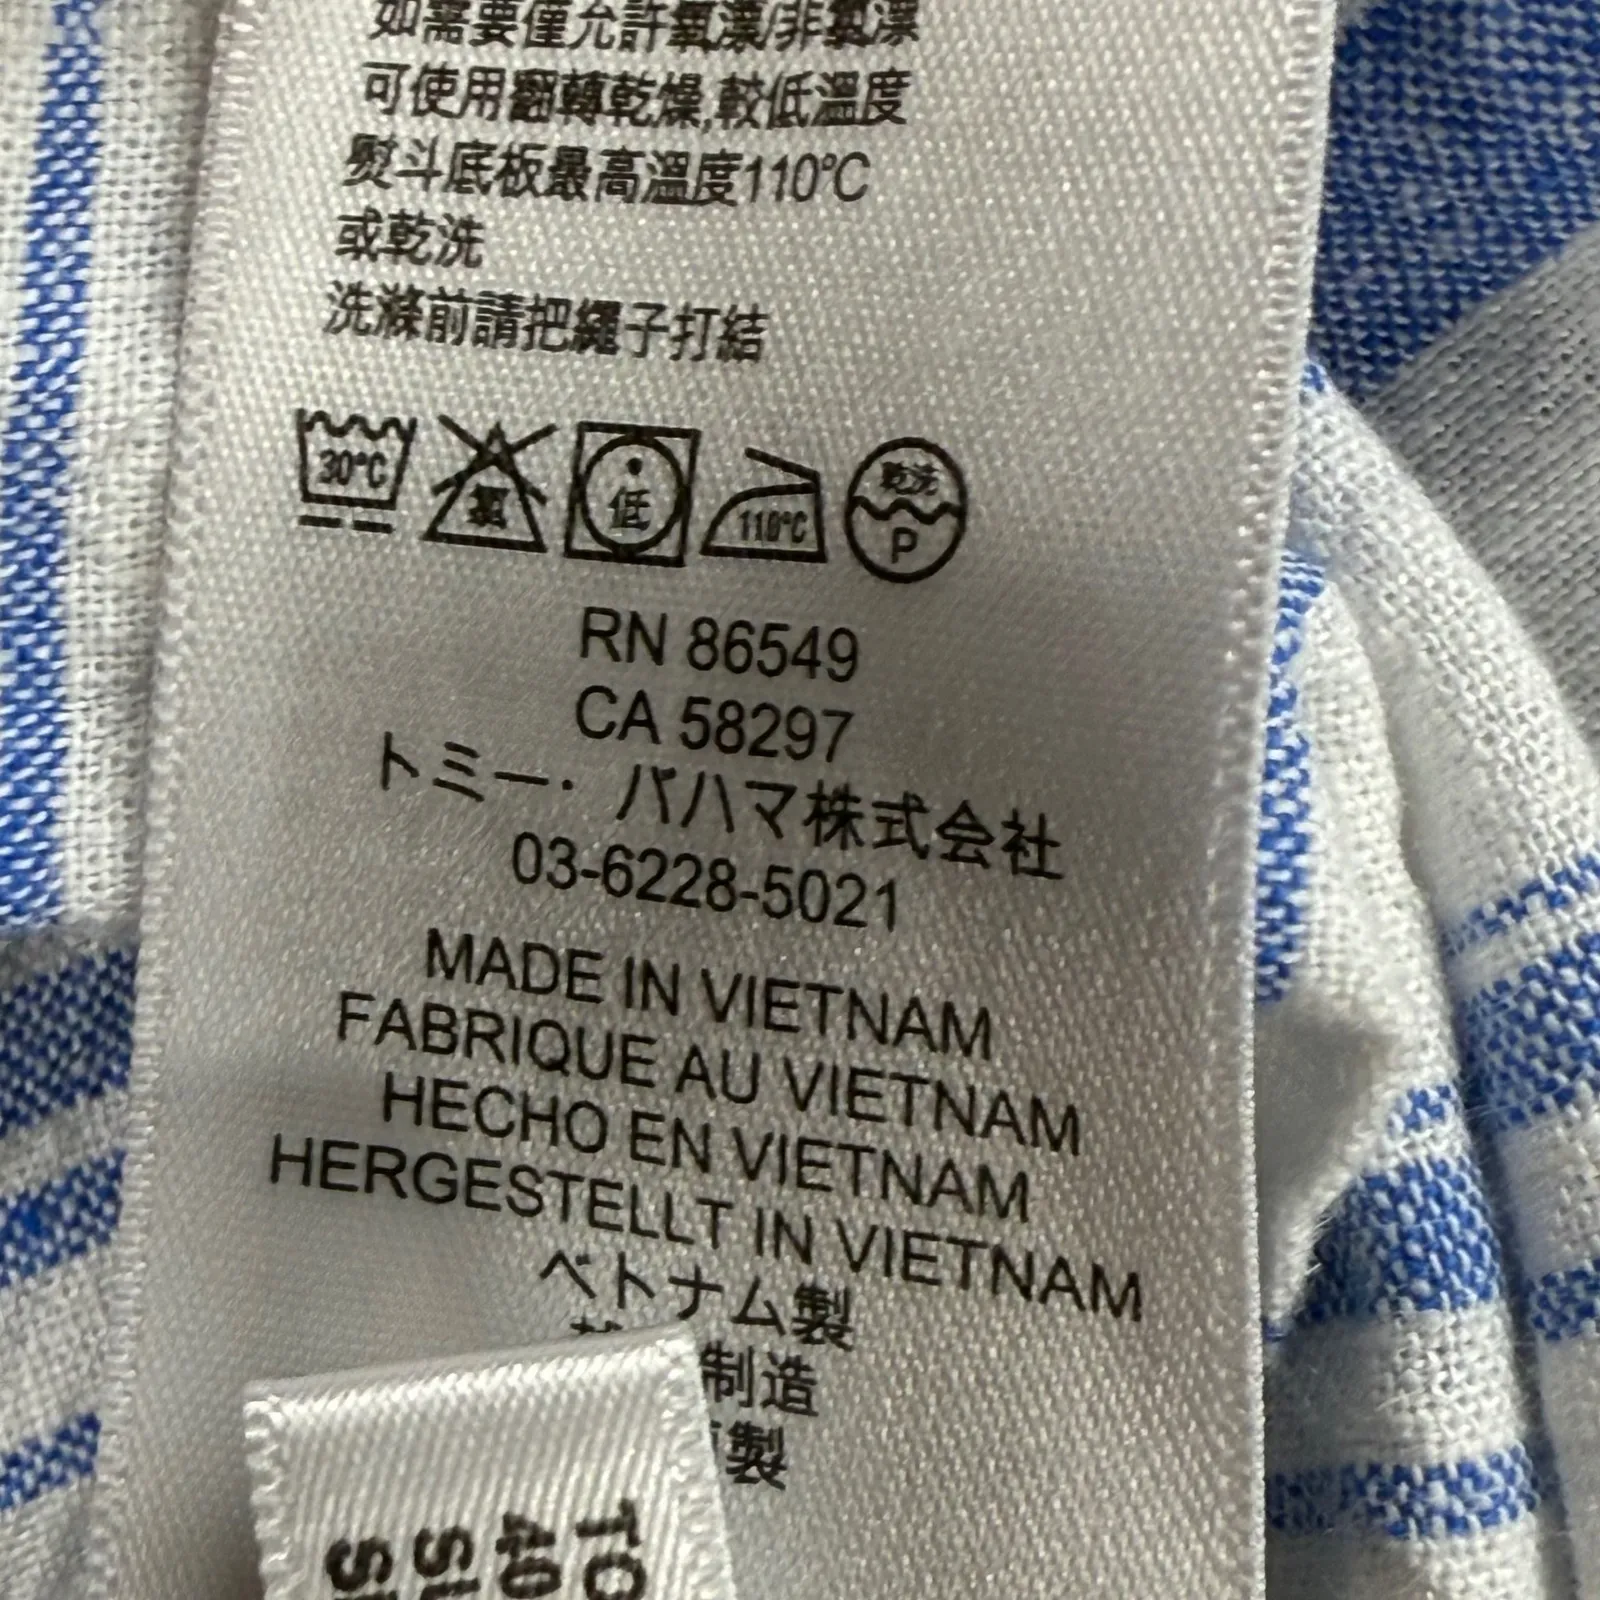 如需要僅允許氧漂/非氯漂
可使用翻轉乾燥,較低溫度
熨斗底板最高溫度110°C
或乾洗
洗滌前請把繩子打結
30°C
氯
低
110°C
乾洗
P
RN 86549
CA 58297
トミー・バハマ株式会社
03-6228-5021
MADE IN VIETNAM
FABRIQUE AU VIETNAM
HECHO EN VIETNAM
HERGESTELLT IN VIETNAM
ベトナム製
制造
製
40